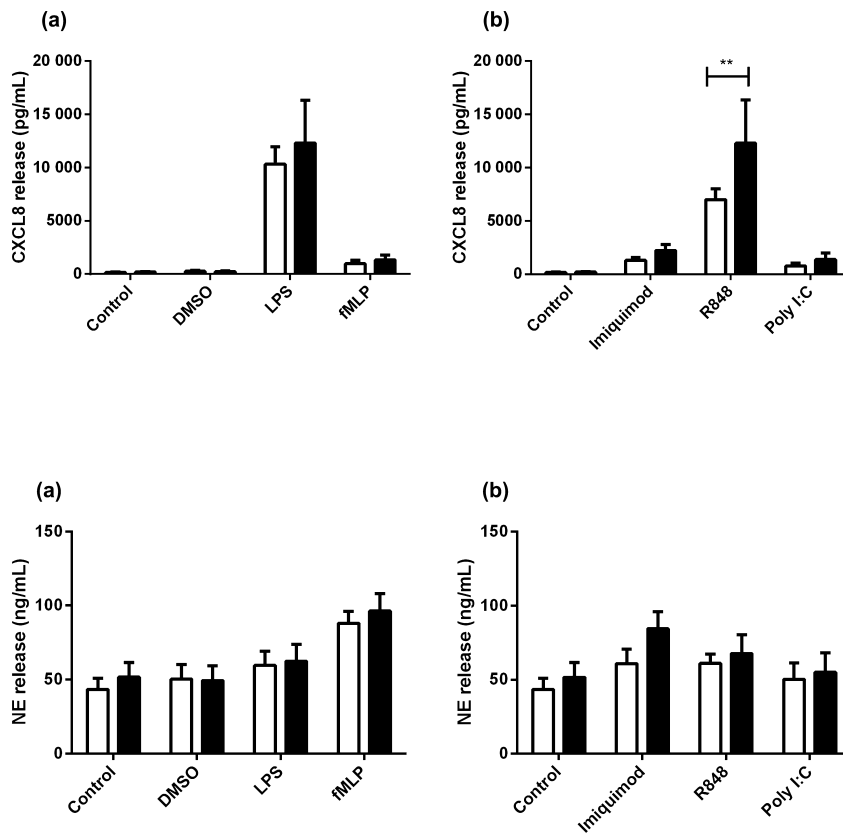 (a)
CXCL8 release (pg/mL)
20 000
15 000
10 000
5000
0
Control
DMSO
LPS
fMLP
(b)
CXCL8 release (pg/mL)
20 000
15 000
10 000
5000
0
**
Control
Imiquimod
R848
Poly I:C
(a)
NE release (ng/mL)
150
100
50
0
Control
DMSO
LPS
fMLP
(b)
NE release (ng/mL)
150
100
50
0
Control
Imiquimod
R848
Poly I:C